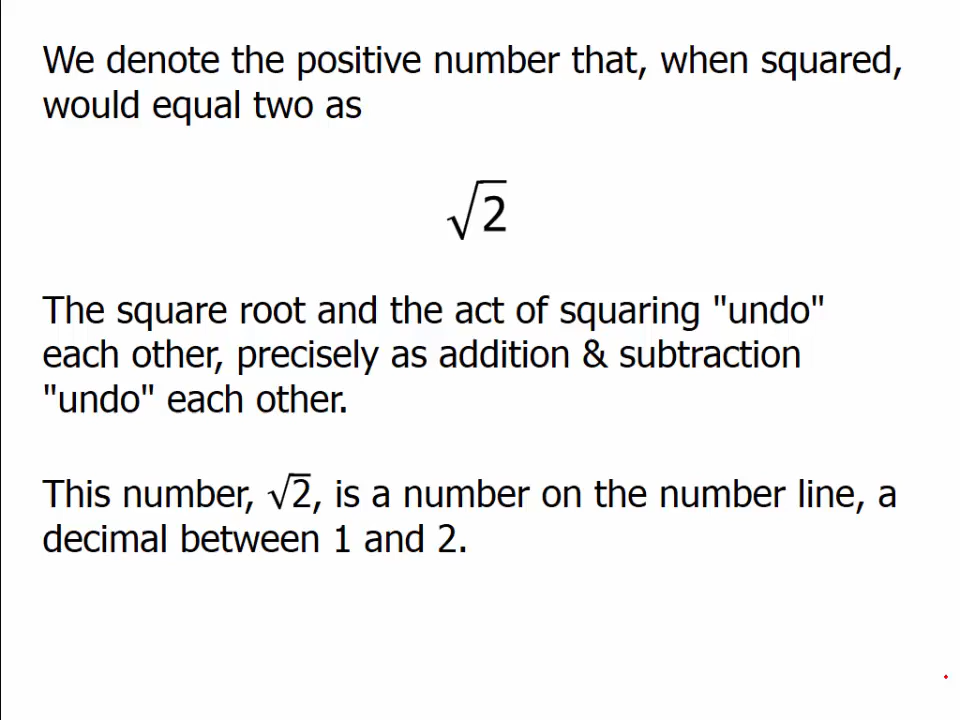 We denote the positive number that, when squared,
would equal two as
√2
The square root and the act of squaring "undo"
each other, precisely as addition & subtraction
"undo" each other.
This number, √2, is a number on the number line, a
decimal between 1 and 2.